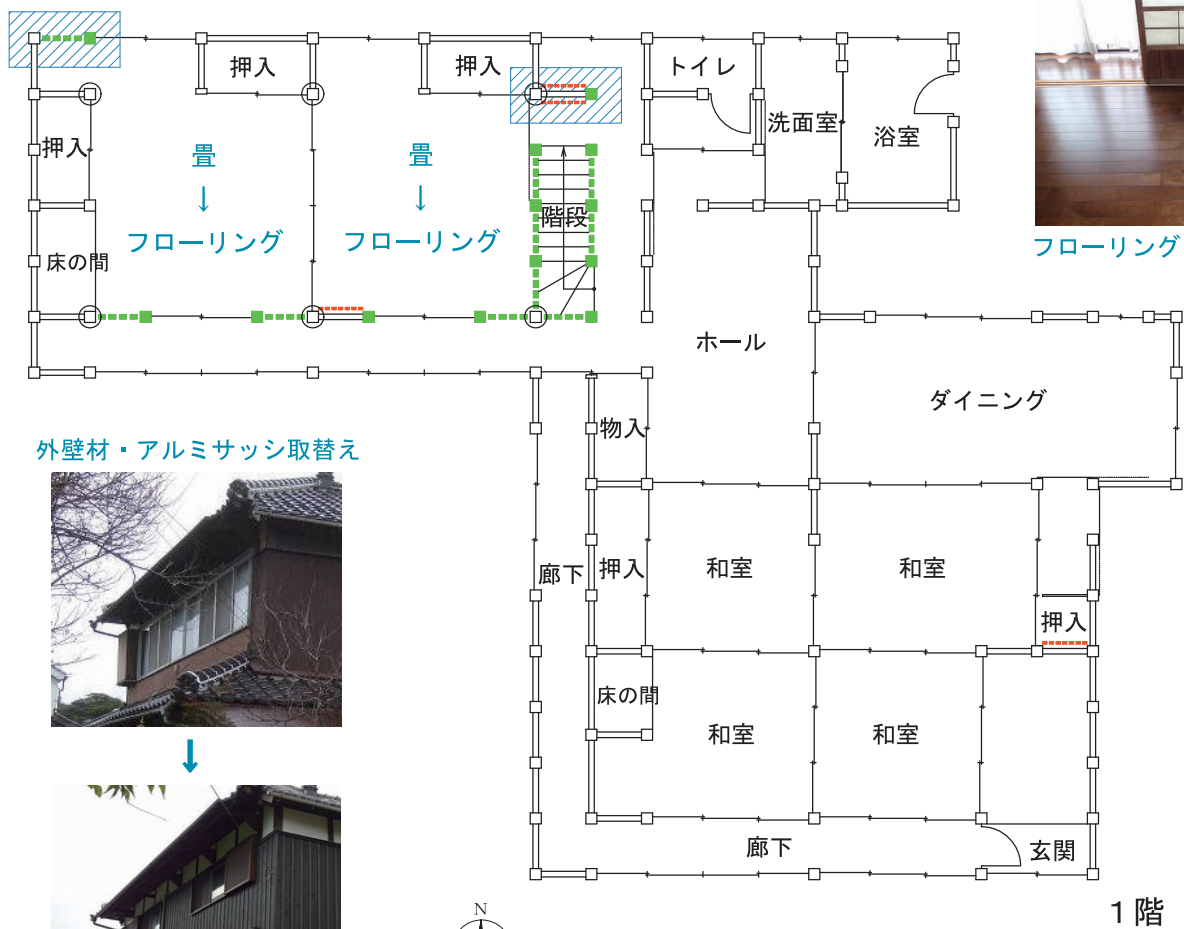 押入
押入
トイレ
洗面室
浴室
押入
畳
↓
フローリング
畳
↓
フローリング
階段
床の間
フローリング
ホール
ダイニング
外壁材・アルミサッシ取替え
物入
廊下
押入
和室
和室
押入
床の間
和室
和室
廊下
玄関
N
1階